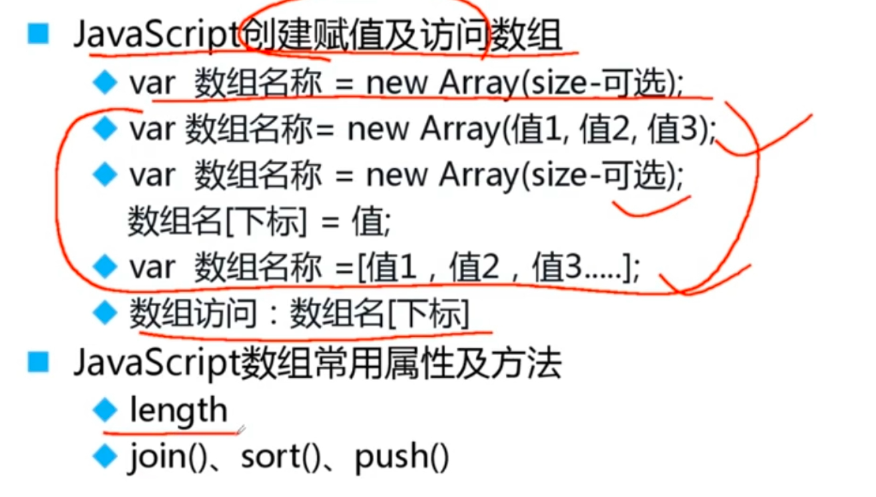 JavaScript创建赋值及访问数组
var 数组名称 = new Array(size-可选);
var 数组名称= new Array(值1, 值2, 值3);
var 数组名称 = new Array(size-可选);
数组名[下标] = 值;
var 数组名称 =[值1，值2，值3.....];
数组访问：数组名[下标]
JavaScript数组常用属性及方法
length
join()、sort()、push()